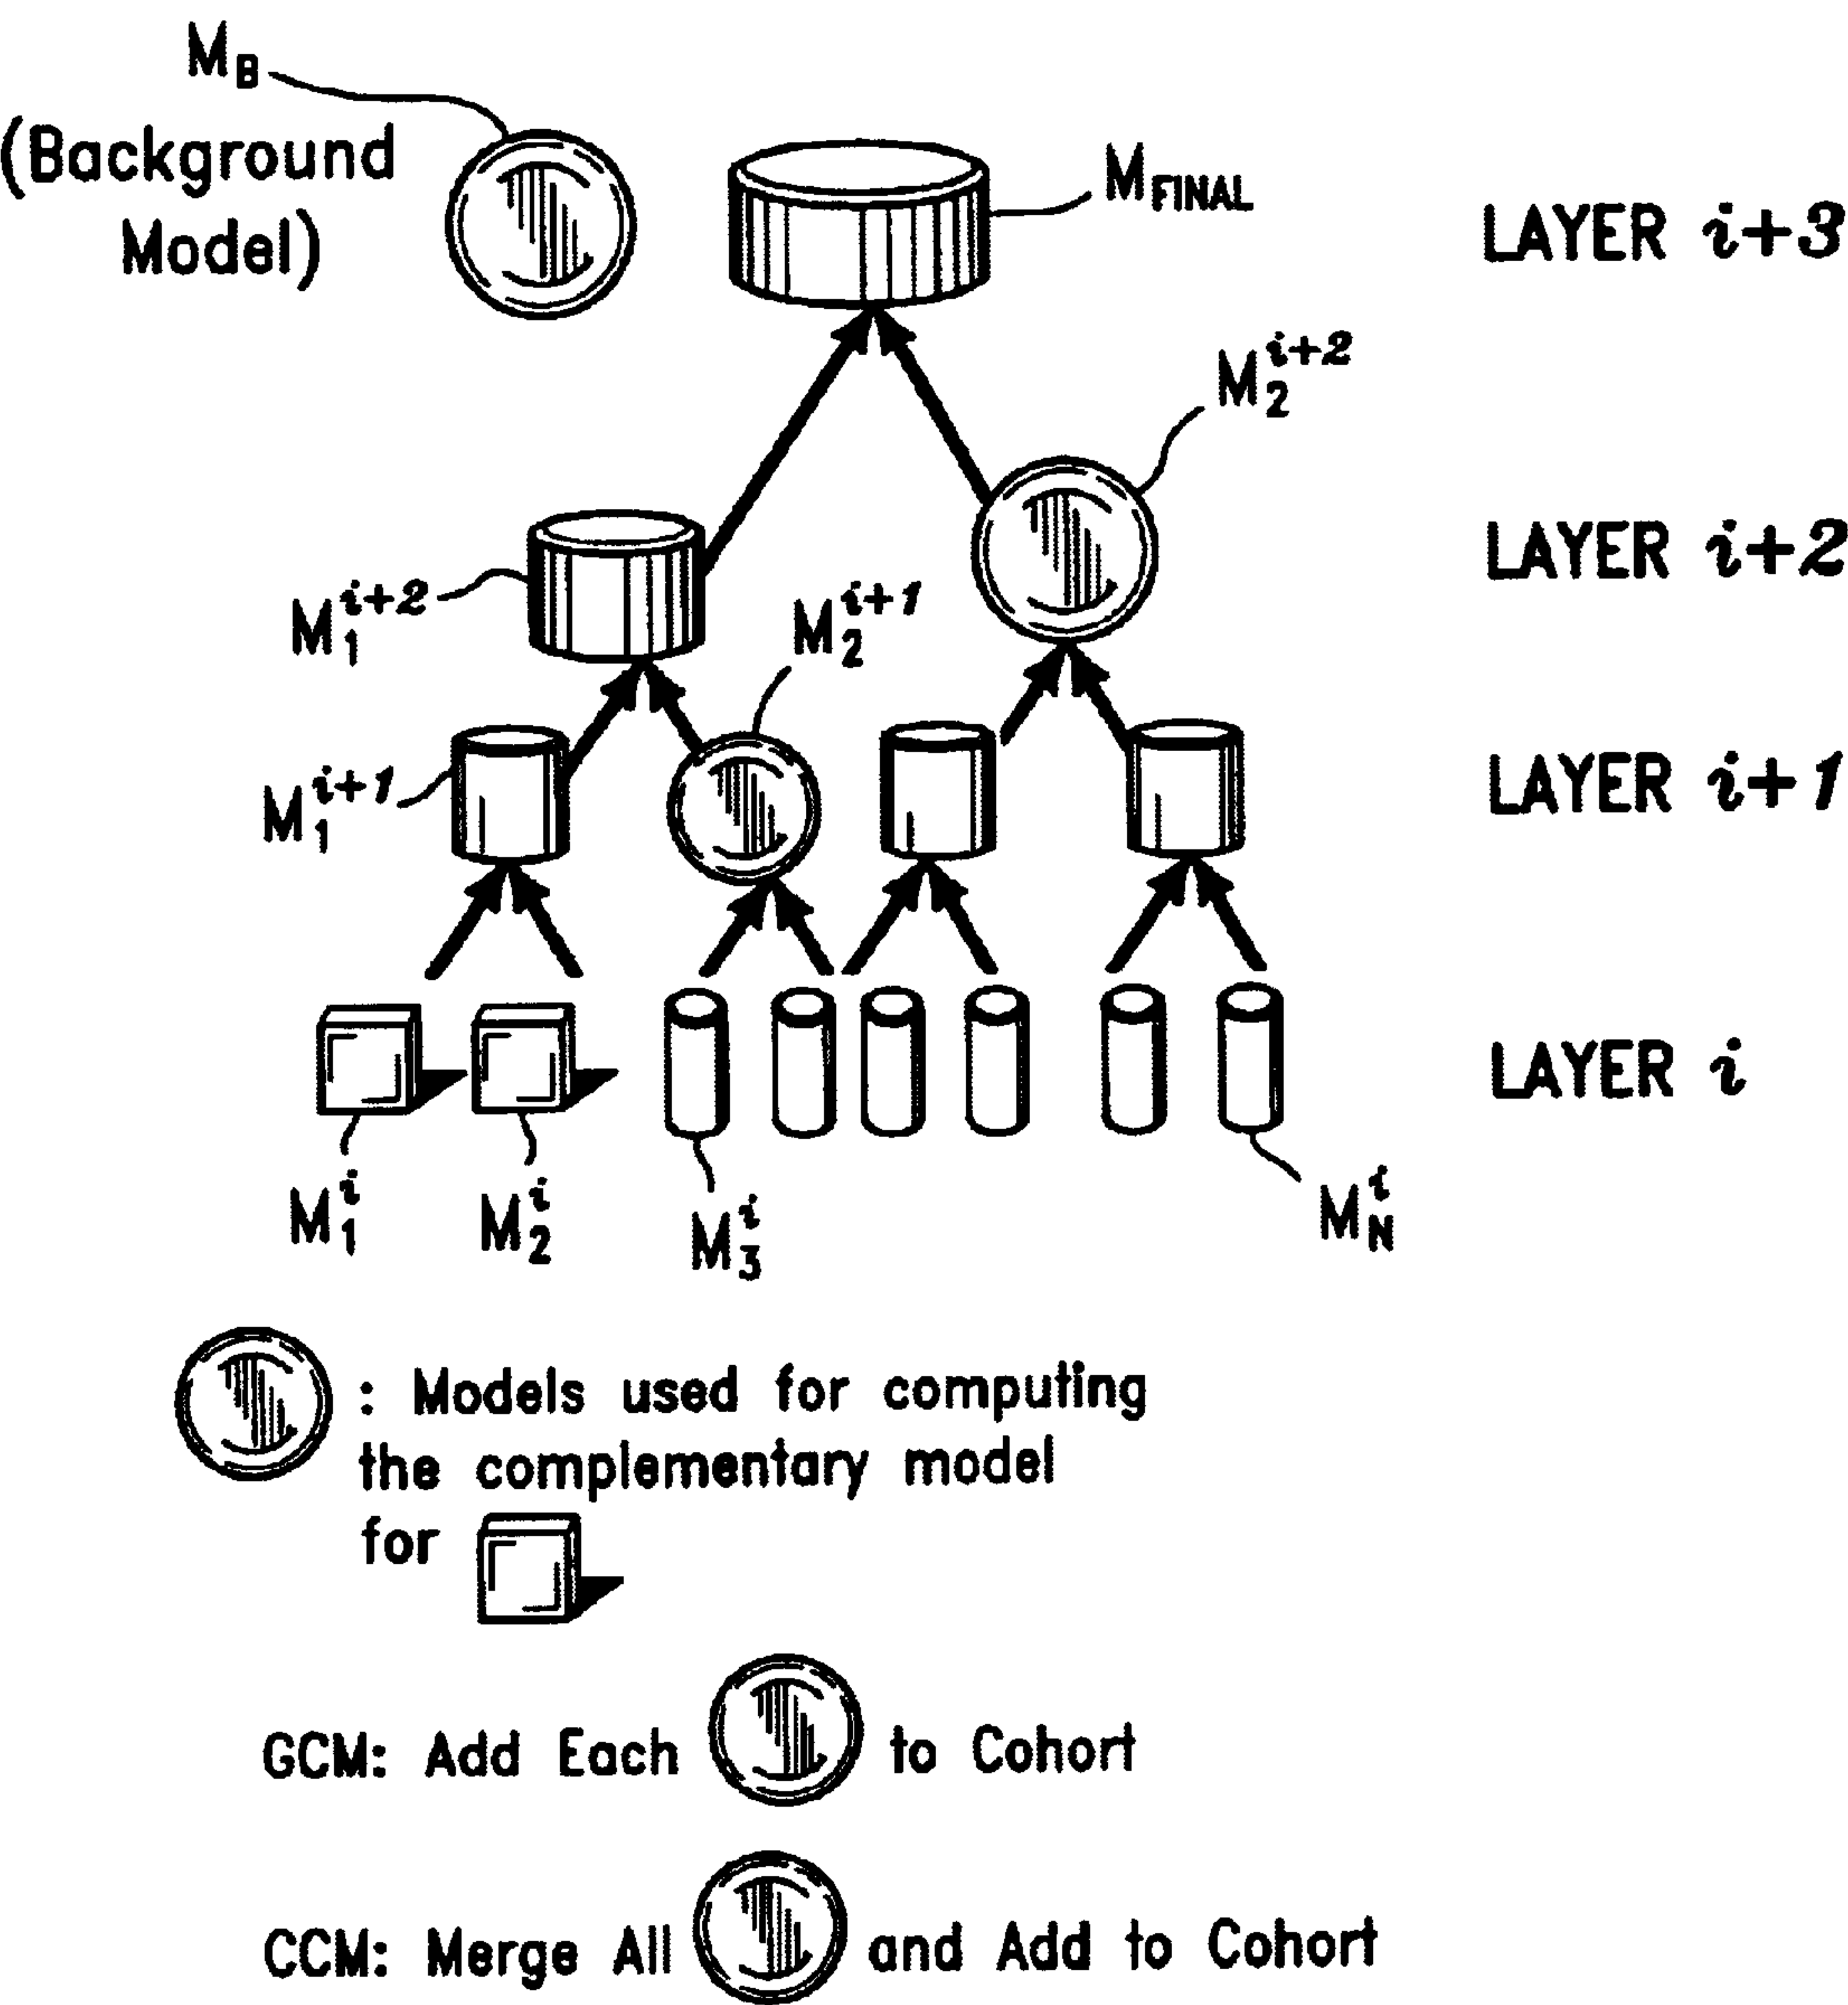 M_B
(Background
Model)
M_FINAL
LAYER i+3
M_2^{i+2}
LAYER i+2
M_1^{i+2}
M_2^{i+1}
M_1^{i+1}
LAYER i+1
LAYER i
M_1^i
M_2^i
M_3^i
M_N^i
: Models used for computing
the complementary model
for
GCM: Add Each to Cohort
CCM: Merge All and Add to Cohort